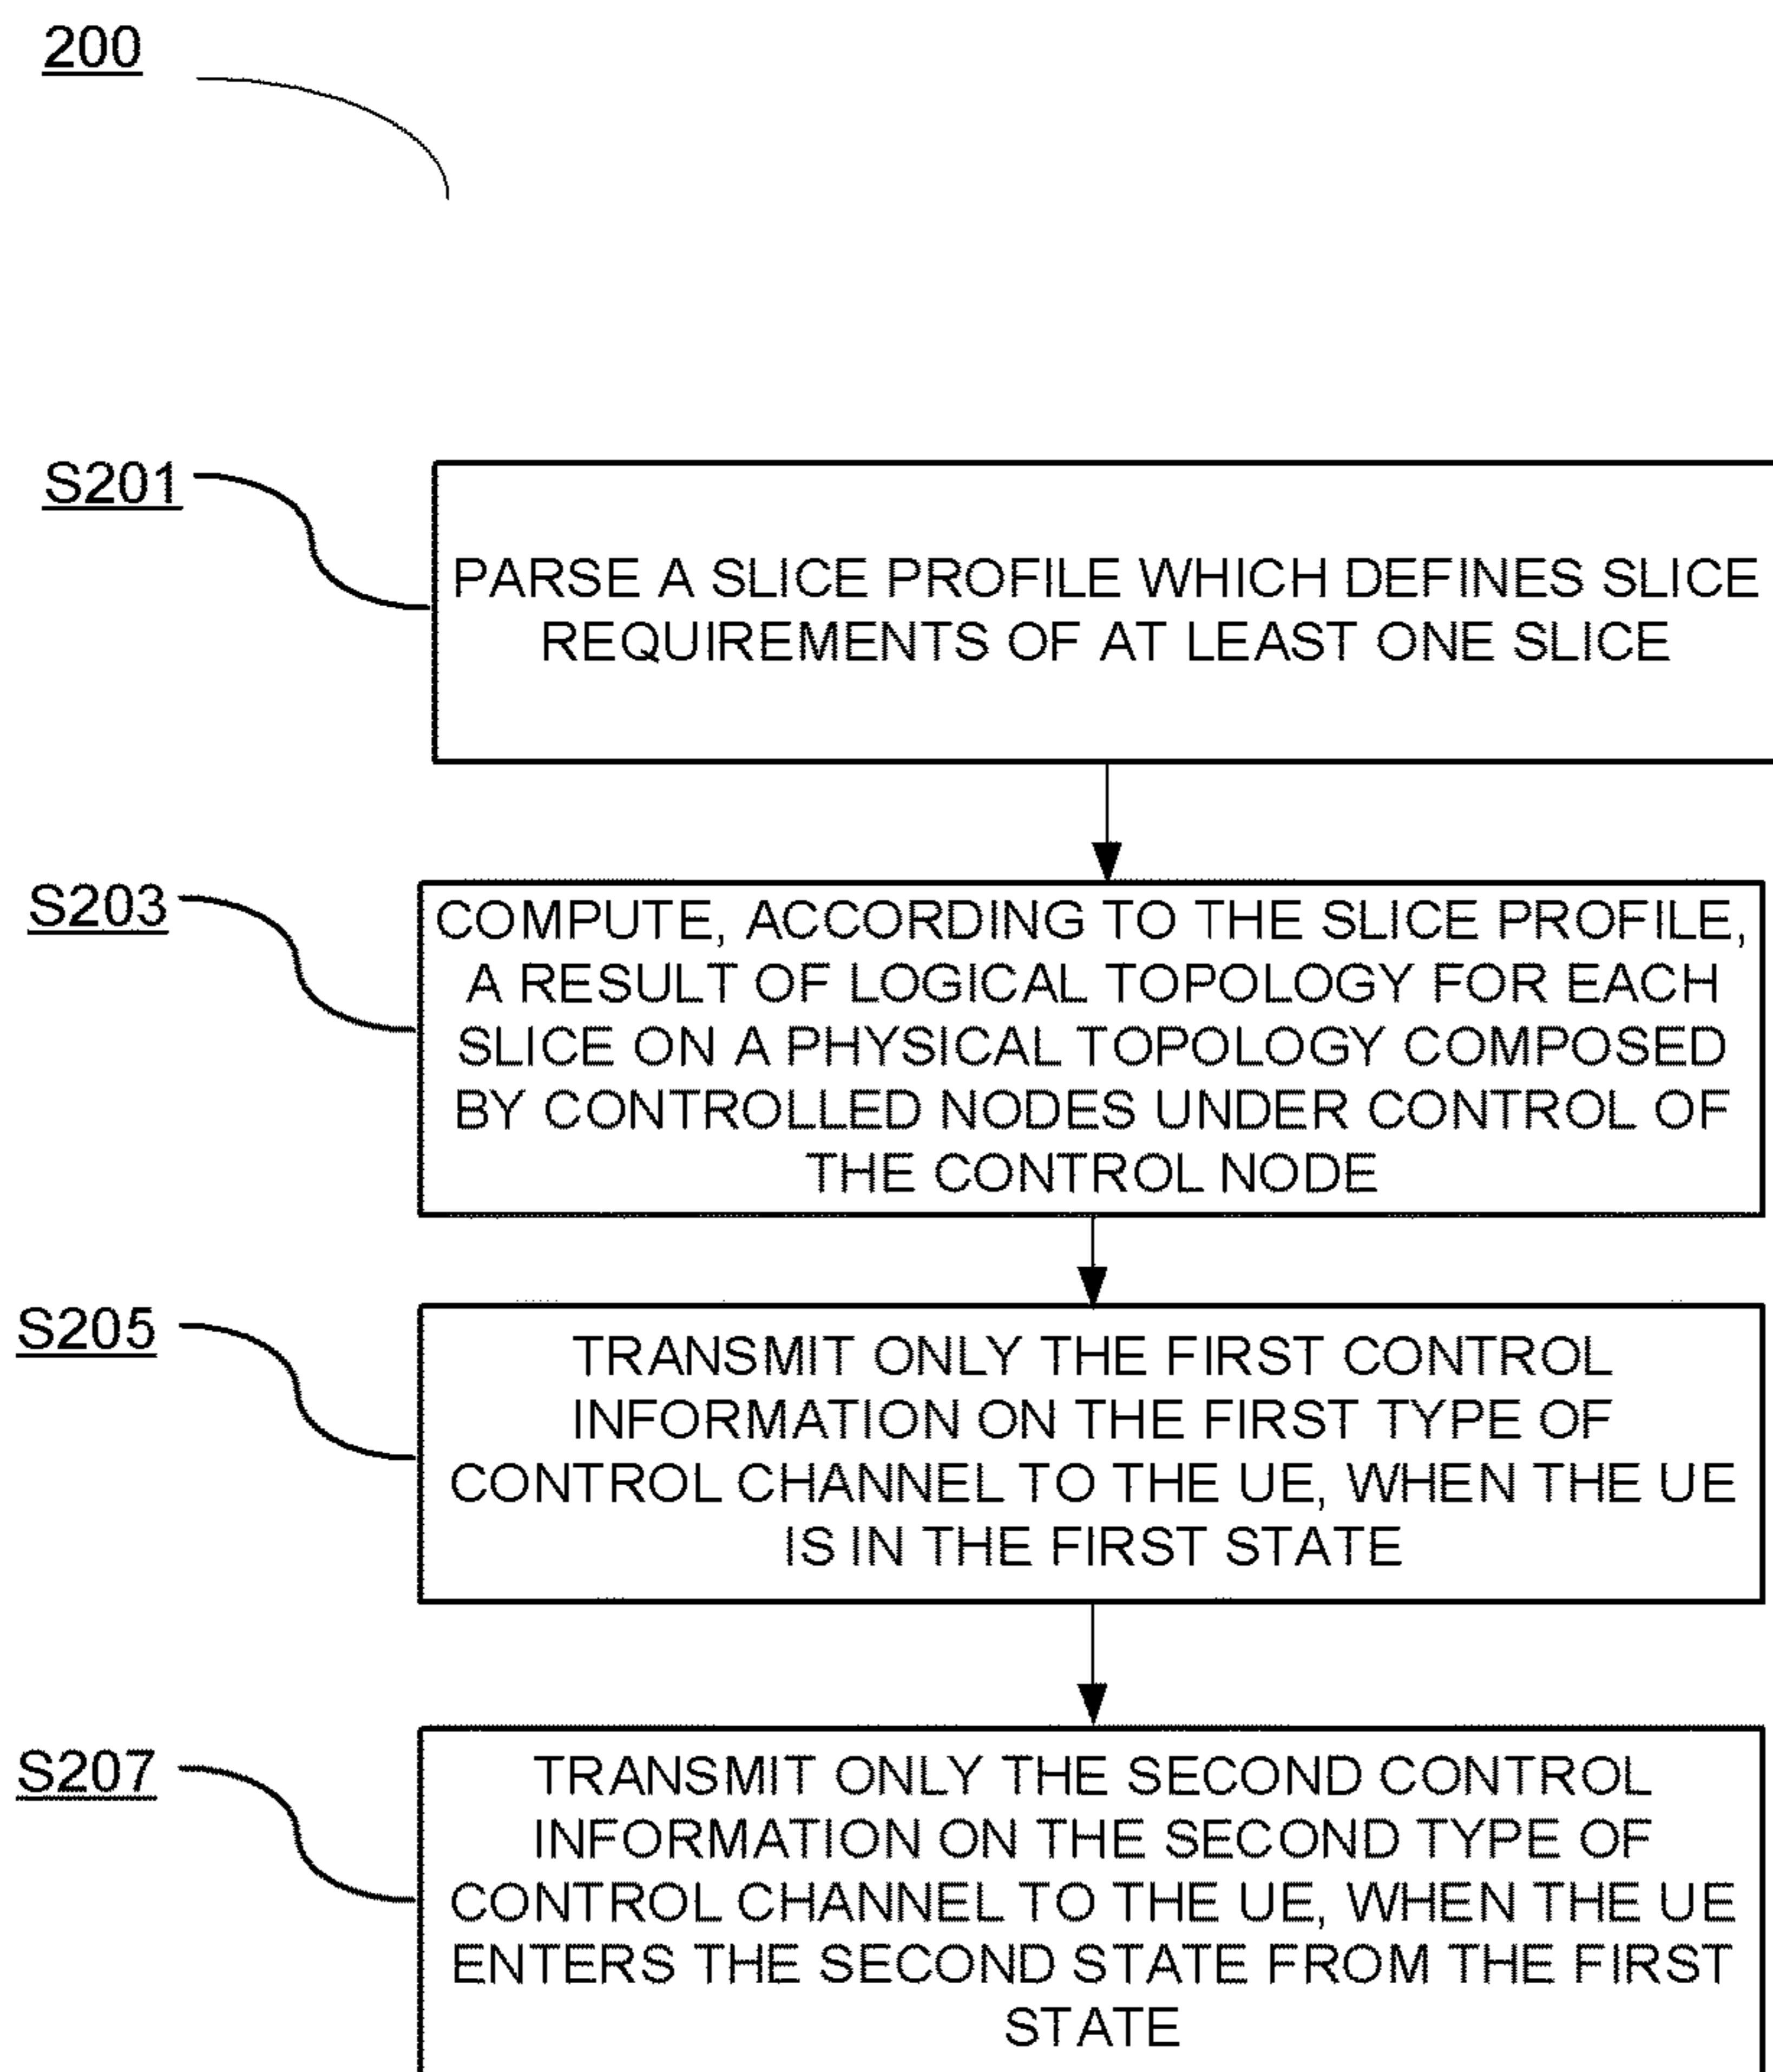 200
S201
PARSE A SLICE PROFILE WHICH DEFINES SLICE
REQUIREMENTS OF AT LEAST ONE SLICE
S203
COMPUTE, ACCORDING TO THE SLICE PROFILE,
A RESULT OF LOGICAL TOPOLOGY FOR EACH
SLICE ON A PHYSICAL TOPOLOGY COMPOSED
BY CONTROLLED NODES UNDER CONTROL OF
THE CONTROL NODE
S205
TRANSMIT ONLY THE FIRST CONTROL
INFORMATION ON THE FIRST TYPE OF
CONTROL CHANNEL TO THE UE, WHEN THE UE
IS IN THE FIRST STATE
S207
TRANSMIT ONLY THE SECOND CONTROL
INFORMATION ON THE SECOND TYPE OF
CONTROL CHANNEL TO THE UE, WHEN THE UE
ENTERS THE SECOND STATE FROM THE FIRST
STATE